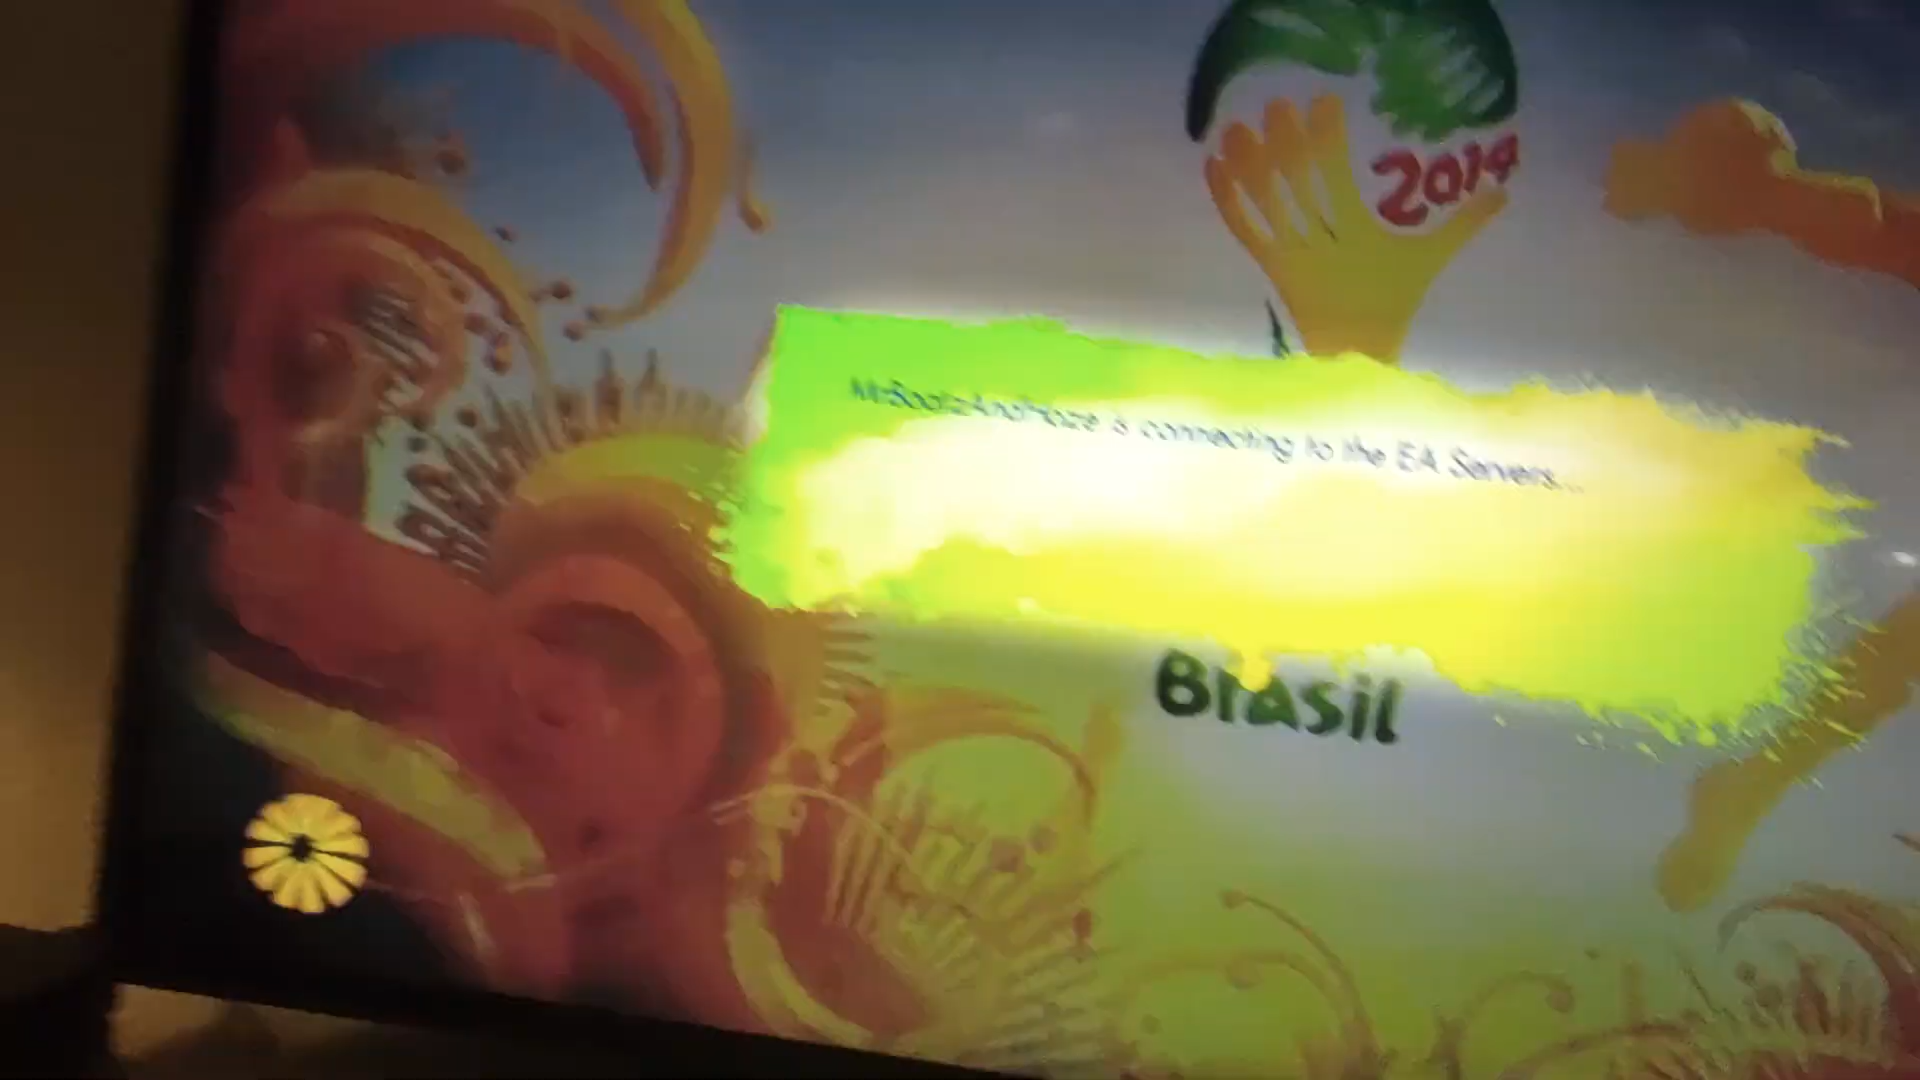 2014
is connecting to the EA Servers...
Brasil